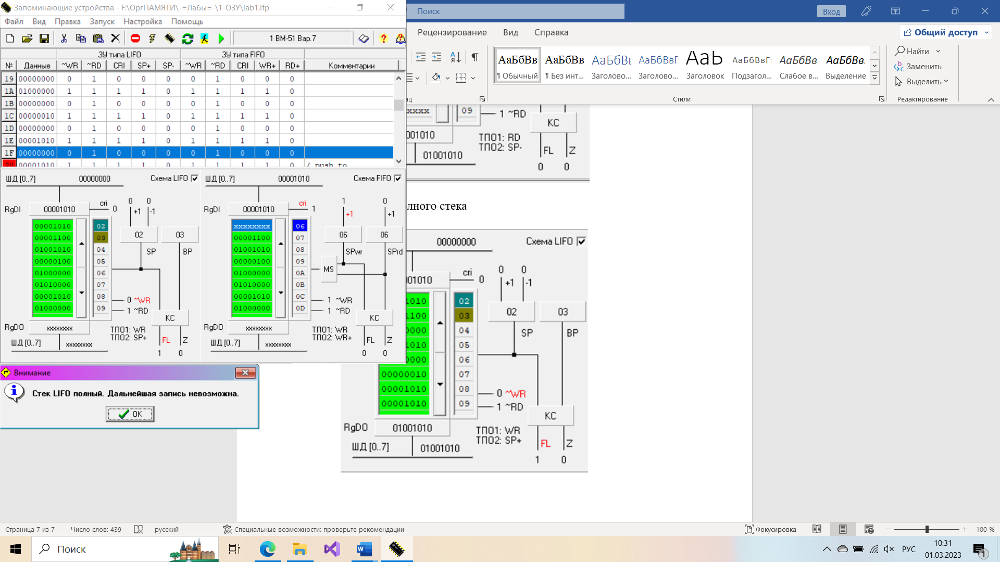 Запоминающие устройства - F:\ОргПАМЯТИ\-=Лабы=-\1-ОЗУ\lab1.lfp
Файл Вид Правка Запуск Настройка Помощь
1 ВМ-51 Вар.7
ЗУ типа LIFO ЗУ типа FIFO
№ Данные ~WR ~RD CRI SP+ SP- ~WR ~RD CRI WR+ RD+ Комментарии
19 00000000 0 1 0 0 0 0 1 0 0 0
1A 01000000 1 1 1 1 0 1 1 1 1 0
1B 00000000 0 1 0 0 0 0 1 0 0 0
1C 00000010 1 1 1 1 0 1 1 1 1 0
1D 00000000 0 1 0 0 0 0 1 0 0 0
1E 00001010 1 1 1 1 0 1 1 1 1 0
1F 00000000 0 1 0 0 0 0 1 0 0 0
20 00001010 1 1 1 1 0 1 1 1 1 0 / push to
ШД [0..7] 00000000 Схема LIFO
RgDI 00001010 cri 0
0 0
+1 -1
00001010 02
00001100 03
01001010 04
00000100 05
01000000 06
01010000 07
00001010 08
01000000 09
02 03
SP BP
0 ~WR
1 ~RD
КС
RgDO xxxxxxxx
ТПО1: WR
ТПО2: SP+
FL Z
ШД [0..7] xxxxxxxx
1 0
ШД [0..7] 00001010 Схема FIFO
RgDI 00001010 cri 1
1 0
+1 +1
xxxxxxxx 06
00001100 07
01001010 08
00000100 09
01000000 0A
01010000 0B
00001010 0C
01000000 0D
06 06
SPwr SPrd
MS
1 ~WR
1 ~RD
КС
RgDO xxxxxxxx
ТПО1: WR
ТПО2: WR+
FL Z
ШД [0..7] xxxxxxxx
0 0
Внимание
Стек LIFO полный. Дальнейшая запись невозможна.
OK
Поиск
Вход
Рецензирование Вид Справка
Общий доступ
АаБбВв АаБбВв АаБбВв АаБбВвГ АаБ АаБбВвГг АаБбВв АаБбВв
¶ Обычный ¶ Без инт... Заголово... Заголово... Заголовок Подзагол... Слабое в... Выделение
Найти
Заменить
Выделить
Стили
Редактирование
xxxx 09 1 ~RD
КС
001010
ТПО1: RD
ТПО2: SP-
FL Z
01001010
0 0
лного стека
00000000 Схема LIFO
001010 cri 0
0 0
+1 -1
1010 02
1100 03
0000 04
1010 05
0000 06
00000010 07
00001010 08
00001010 09
02 03
SP BP
0 ~WR
1 ~RD
КС
RgDO 01001010
ТПО1: WR
ТПО2: SP+
FL Z
ШД [0..7] 01001010
1 0
Страница 7 из 7 Число слов: 439 русский Специальные возможности: проверьте рекомендации
Фокусировка 100 %
Поиск
РУС
10:31
01.03.2023
1